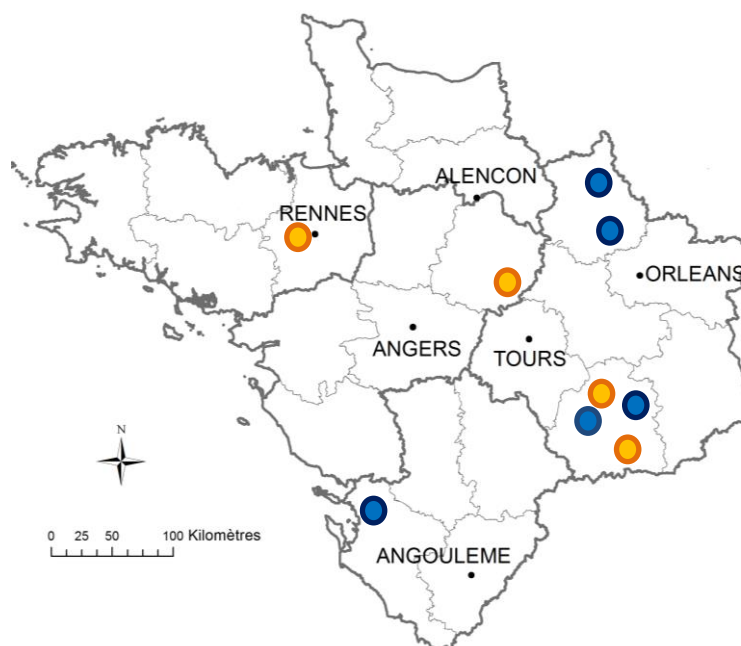 ALENCON
RENNES
ORLEANS
ANGERS
TOURS
N
0 25 50 100 Kilomètres
ANGOULEME